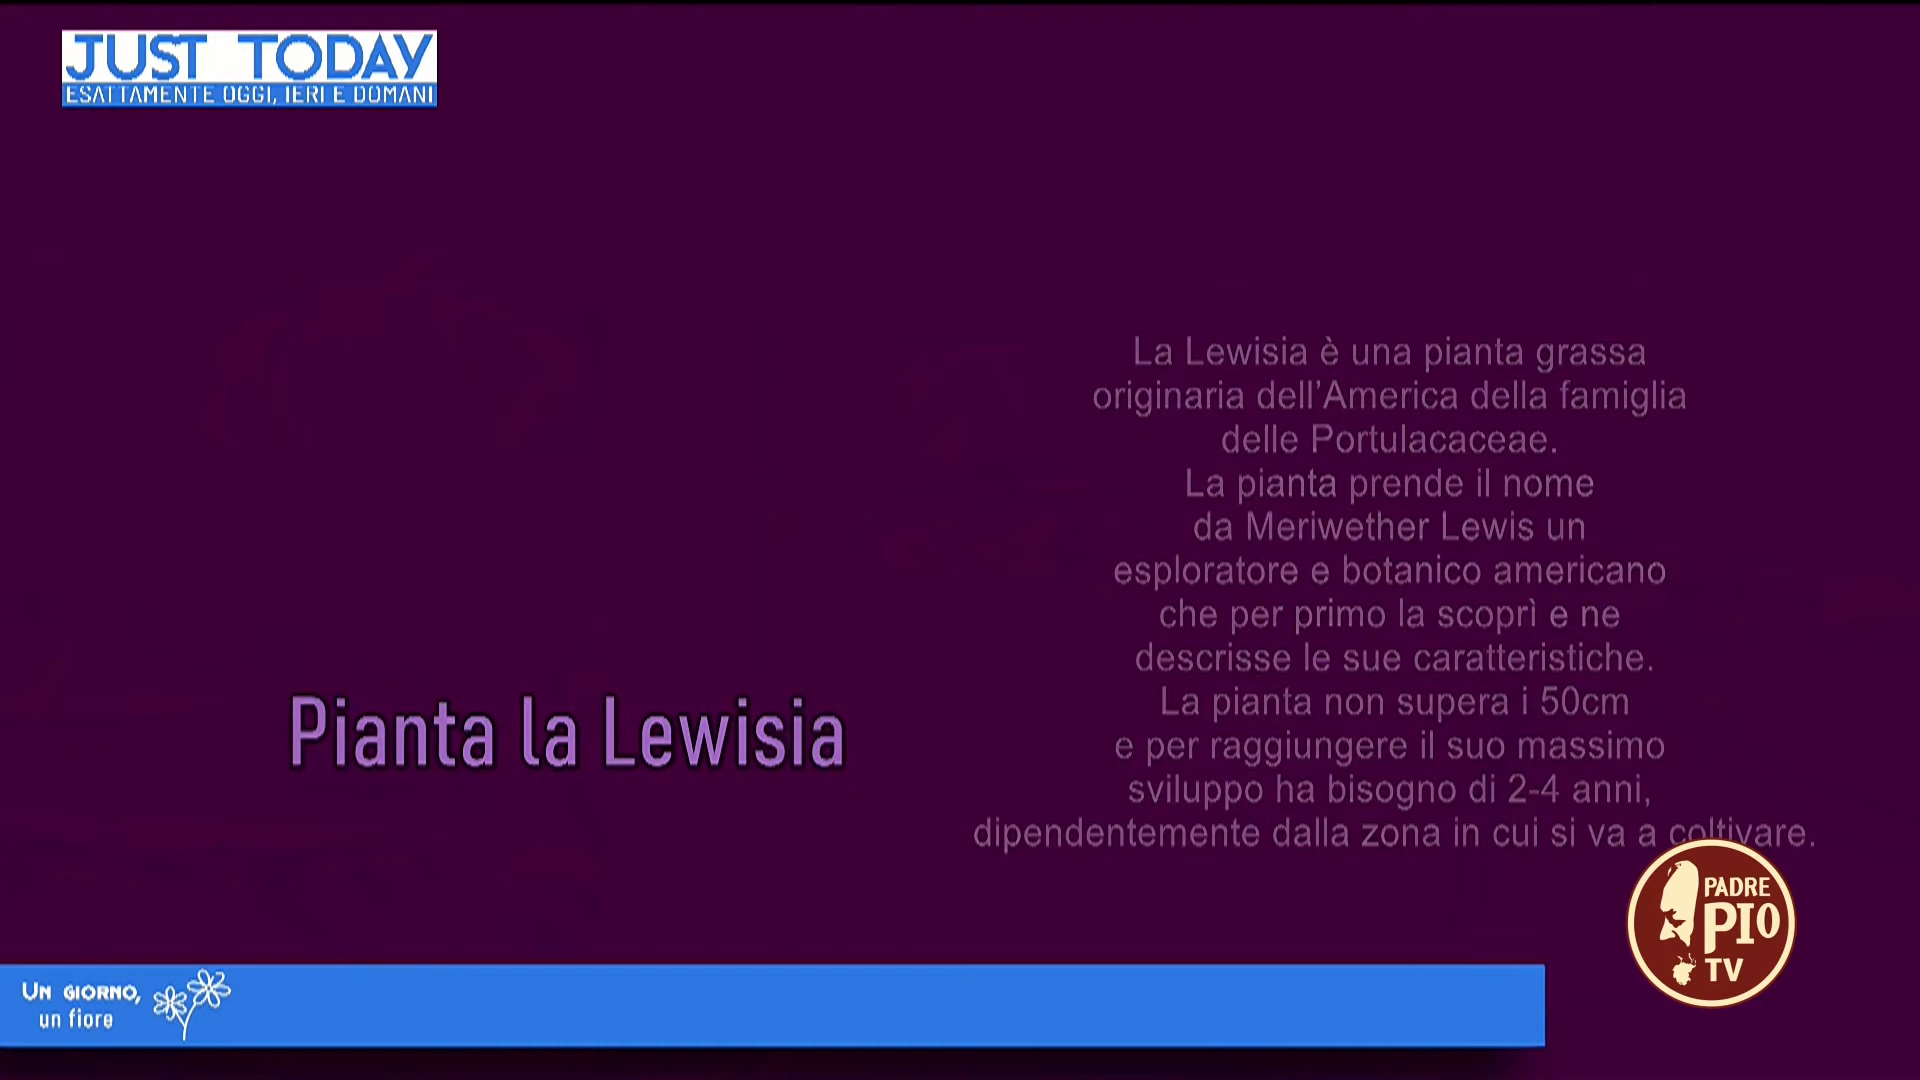 JUST TODAY
ESATTAMENTE OGGI, IERI E DOMANI
La Lewisia è una pianta grassa
originaria dell’America della famiglia
delle Portulacaceae.
La pianta prende il nome
da Meriwether Lewis un
esploratore e botanico americano
che per primo la scoprì e ne
descrisse le sue caratteristiche.
La pianta non supera i 50cm
e per raggiungere il suo massimo
sviluppo ha bisogno di 2-4 anni,
dipendentemente dalla zona in cui si va a coltivare.
Pianta la Lewisia
PADRE
PIO
TV
Un giorno,
un fiore